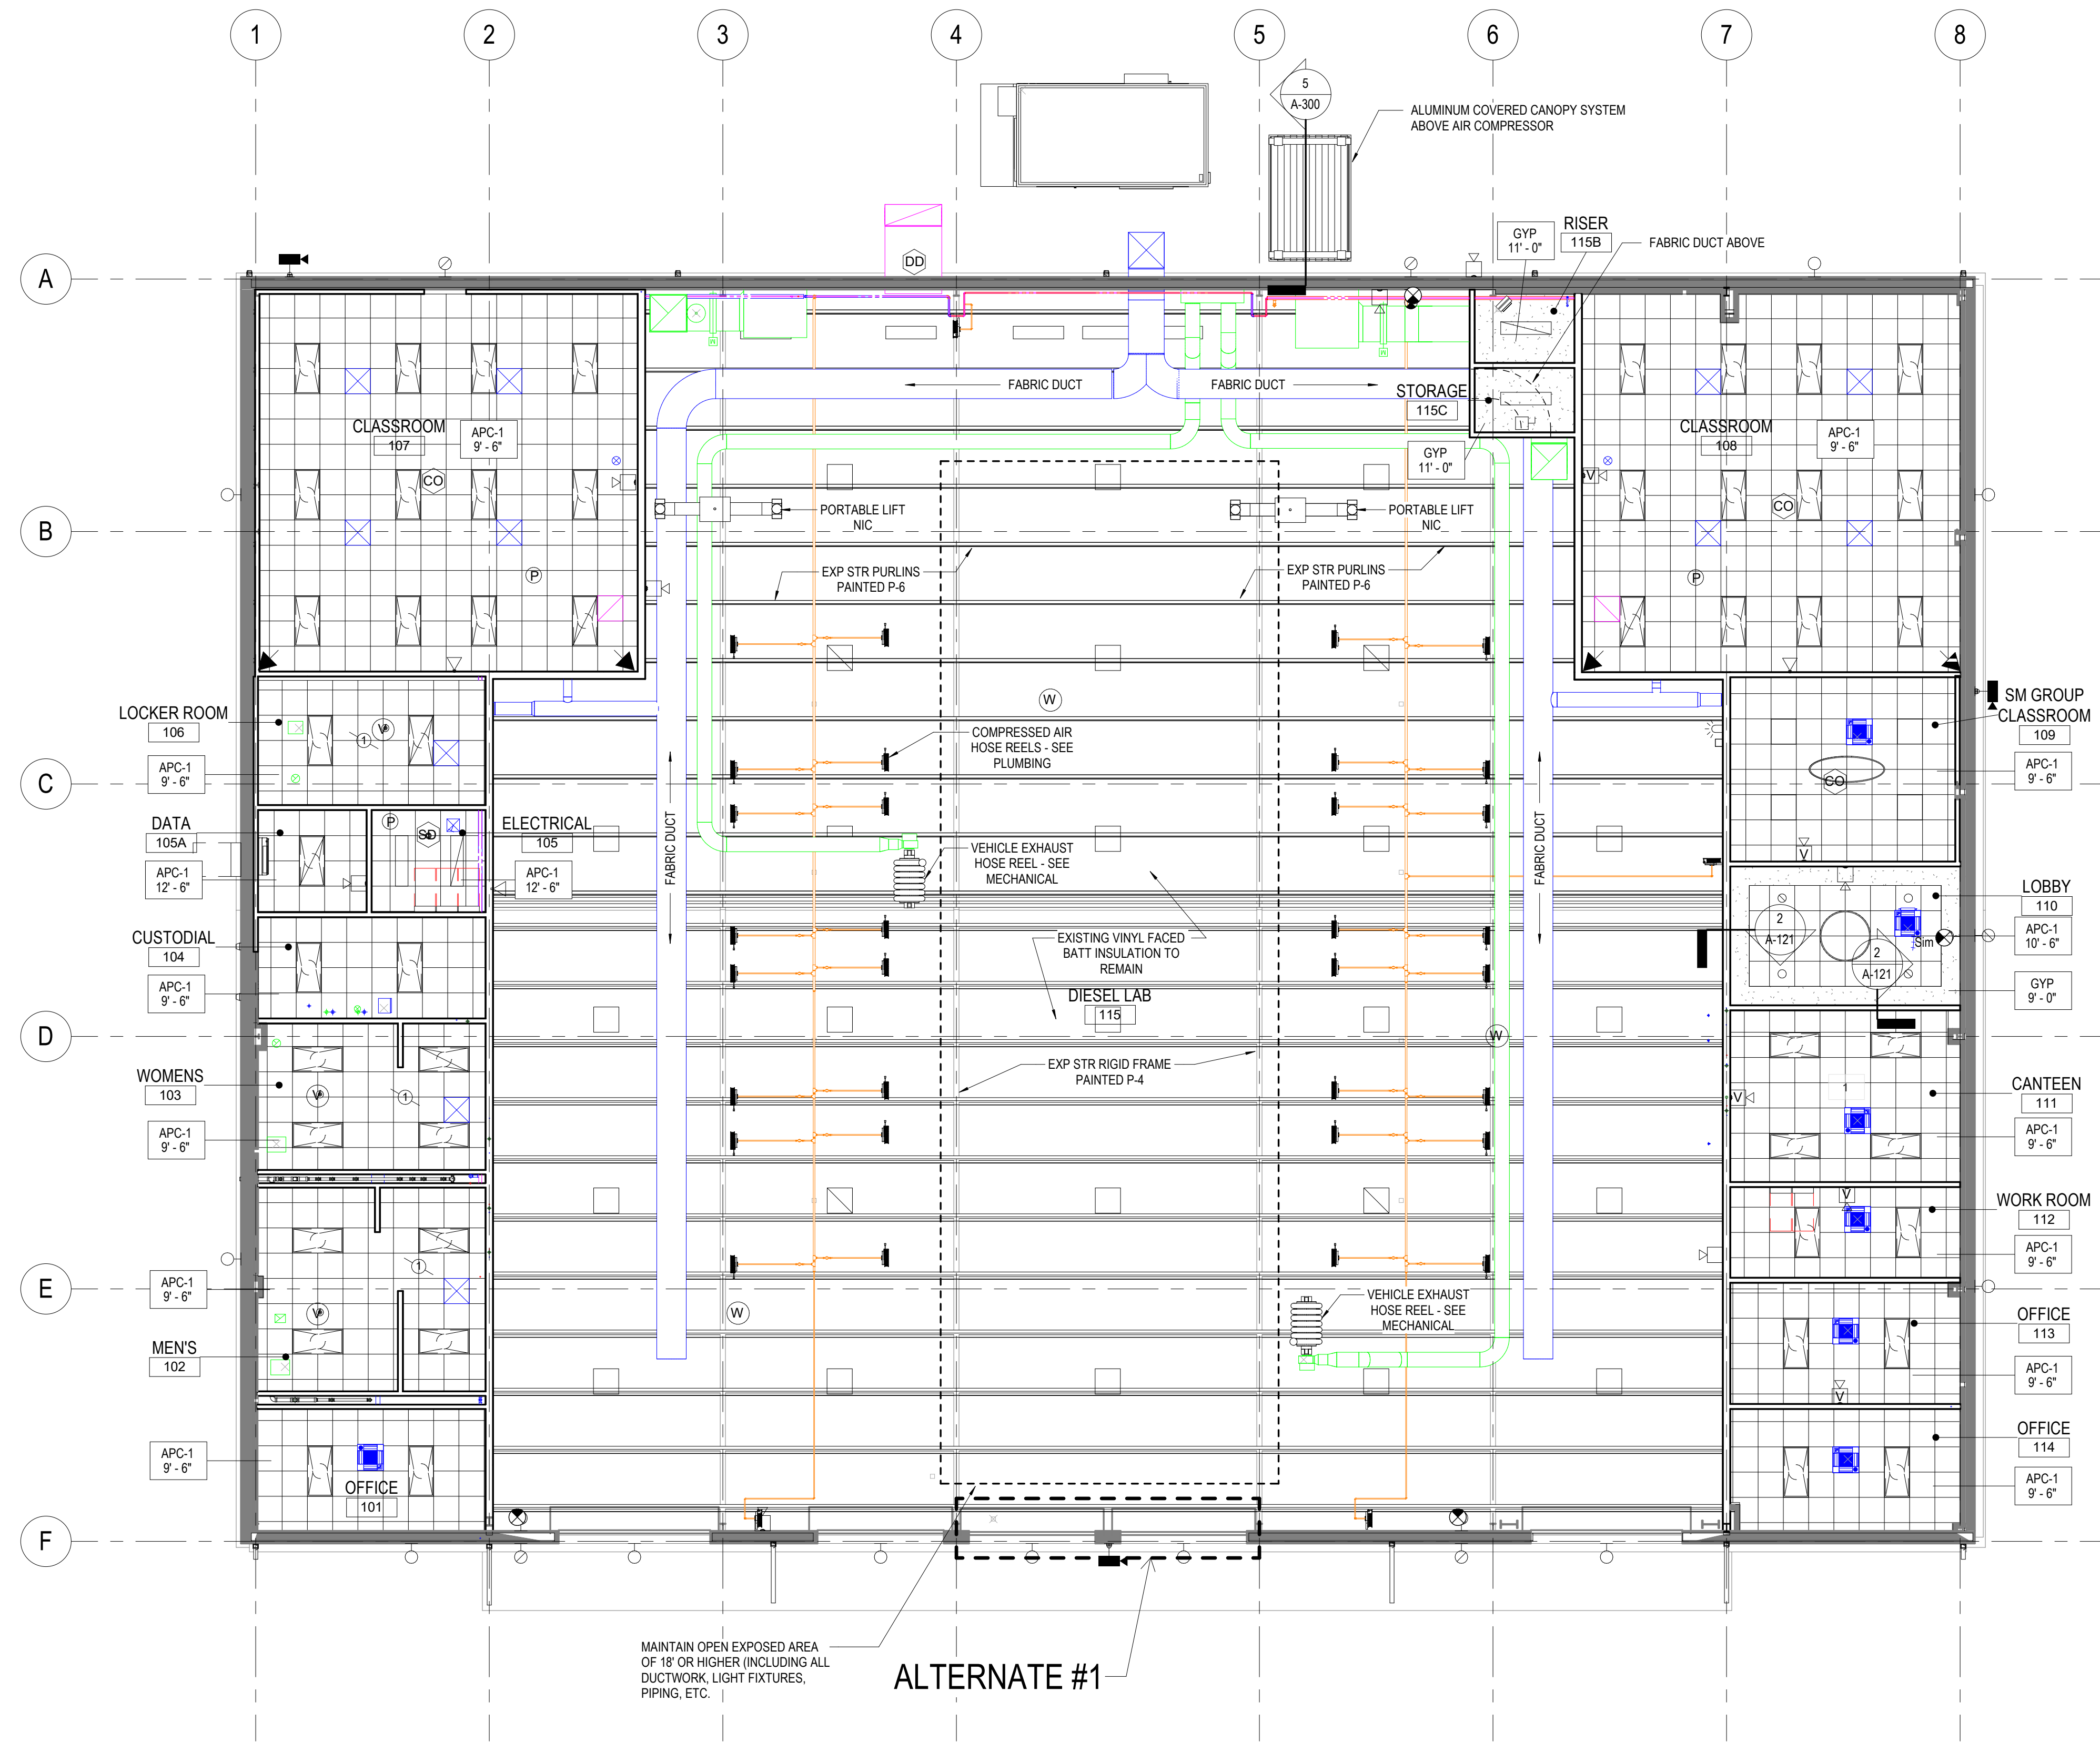 1
2
3
4
5
6
7
8
5
A-300
ALUMINUM COVERED CANOPY SYSTEM
ABOVE AIR COMPRESSOR
A
DD
GYP
11' - 0"
RISER
115B
FABRIC DUCT ABOVE
FABRIC DUCT
FABRIC DUCT
STORAGE
115C
GYP
11' - 0"
CLASSROOM
107
APC-1
9' - 6"
CO
CLASSROOM
108
APC-1
9' - 6"
CO
V
PORTABLE LIFT
NIC
PORTABLE LIFT
NIC
B
EXP STR PURLINS
PAINTED P-6
EXP STR PURLINS
PAINTED P-6
P
P
W
LOCKER ROOM
106
APC-1
9' - 6"
V
1
SM GROUP
CLASSROOM
109
APC-1
9' - 6"
CO
V
COMPRESSED AIR
HOSE REELS - SEE
PLUMBING
C
DATA
105A
APC-1
12' - 6"
P
SD
ELECTRICAL
105
APC-1
12' - 6"
FABRIC DUCT
FABRIC DUCT
VEHICLE EXHAUST
HOSE REEL - SEE
MECHANICAL
LOBBY
110
APC-1
10' - 6"
GYP
9' - 0"
2
A-121
2
A-121
Sim
CUSTODIAL
104
APC-1
9' - 6"
EXISTING VINYL FACED
BATT INSULATION TO
REMAIN
DIESEL LAB
115
W
D
EXP STR RIGID FRAME
PAINTED P-4
WOMENS
103
APC-1
9' - 6"
V
1
CANTEEN
111
APC-1
9' - 6"
1
V
WORK ROOM
112
APC-1
9' - 6"
V
E
APC-1
9' - 6"
1
V
MEN'S
102
W
VEHICLE EXHAUST
HOSE REEL - SEE
MECHANICAL
OFFICE
113
APC-1
9' - 6"
V
OFFICE
114
APC-1
9' - 6"
APC-1
9' - 6"
OFFICE
101
F
MAINTAIN OPEN EXPOSED AREA
OF 18' OR HIGHER (INCLUDING ALL
DUCTWORK, LIGHT FIXTURES,
PIPING, ETC.
ALTERNATE #1